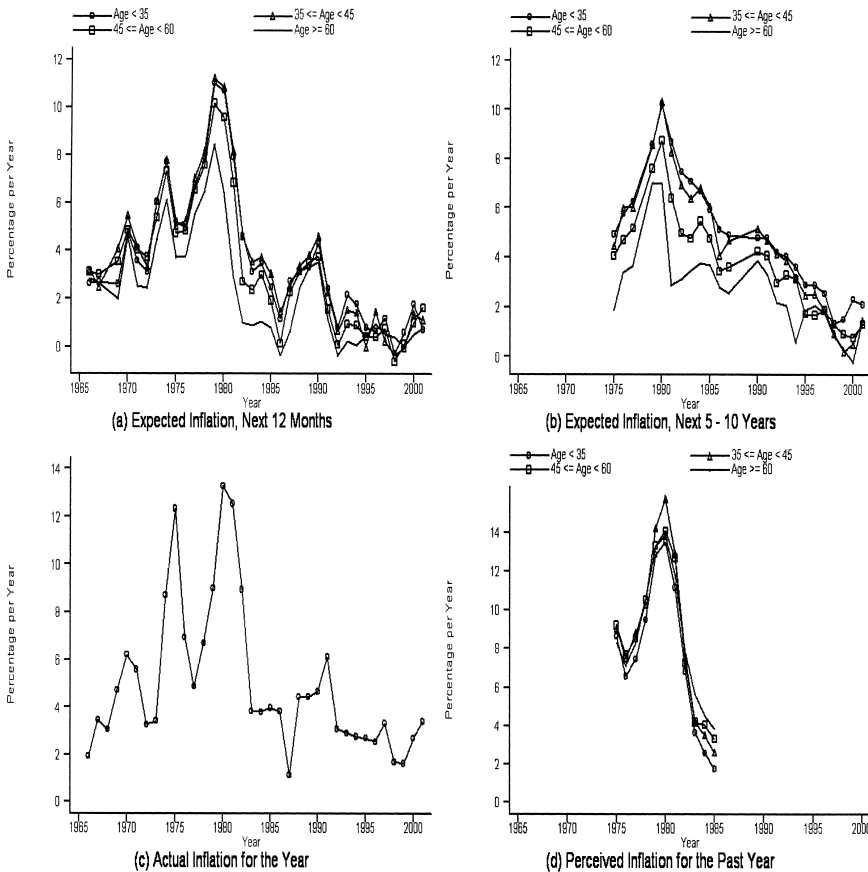 Age < 35
35 <= Age < 45
45 <= Age < 60
Age >= 60
Percentage per Year
12
10
8
6
4
2
0
1965 1970 1975 1980 1985 1990 1995 2000
Year
(a) Expected Inflation, Next 12 Months
Age < 35
35 <= Age < 45
45 <= Age < 60
Age >= 60
Percentage per Year
12
10
8
6
4
2
0
1965 1970 1975 1980 1985 1990 1995 2000
Year
(b) Expected Inflation, Next 5 - 10 Years
Percentage per Year
14
12
10
8
6
4
2
0
1965 1970 1975 1980 1985 1990 1995 2000
Year
(c) Actual Inflation for the Year
Age < 35
35 <= Age < 45
45 <= Age < 60
Age >= 60
Percentage per Year
14
12
10
8
6
4
2
0
1965 1970 1975 1980 1985 1990 1995 2000
Year
(d) Perceived Inflation for the Past Year